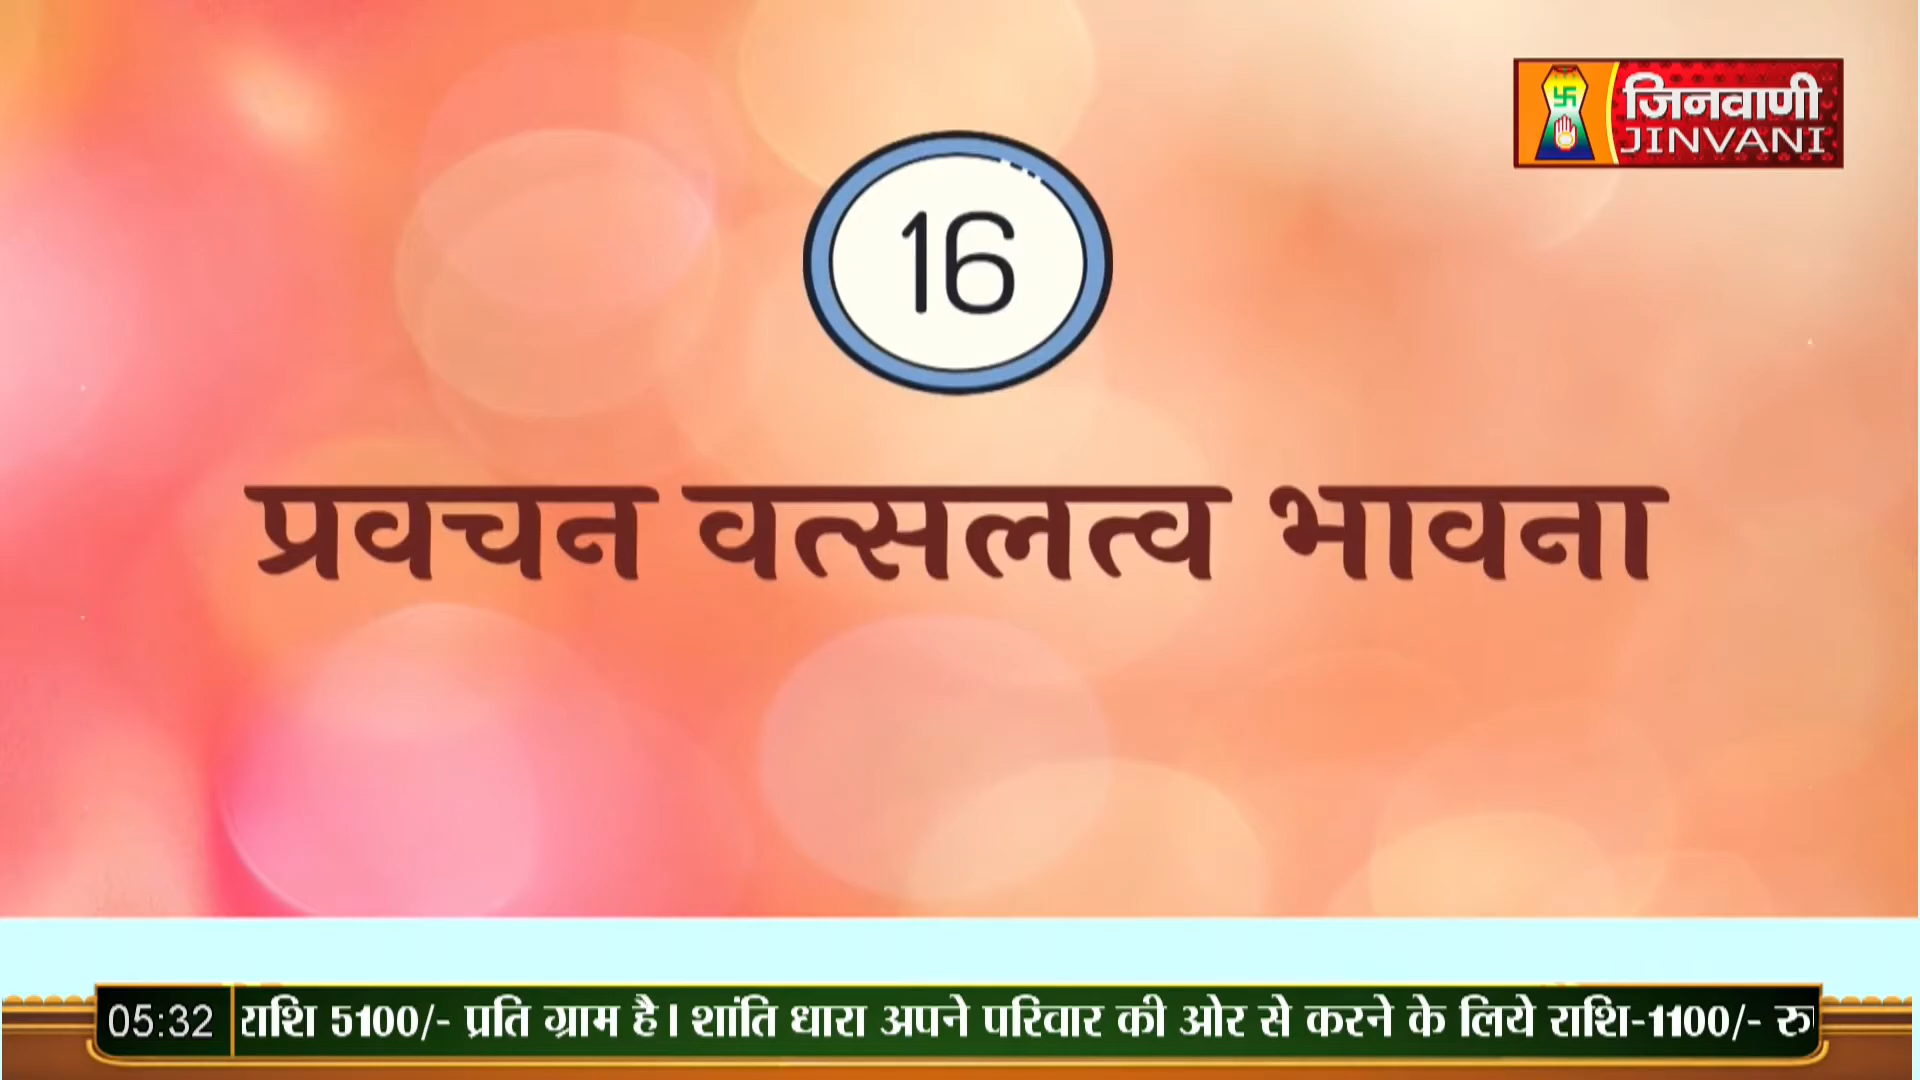 जिनवाणी
JINVANI
16
प्रवचन वत्सलत्व भावना
05:32 राशि 5100/- प्रति ग्राम है। शांति धारा अपने परिवार की ओर से करने के लिये राशि-1100/-